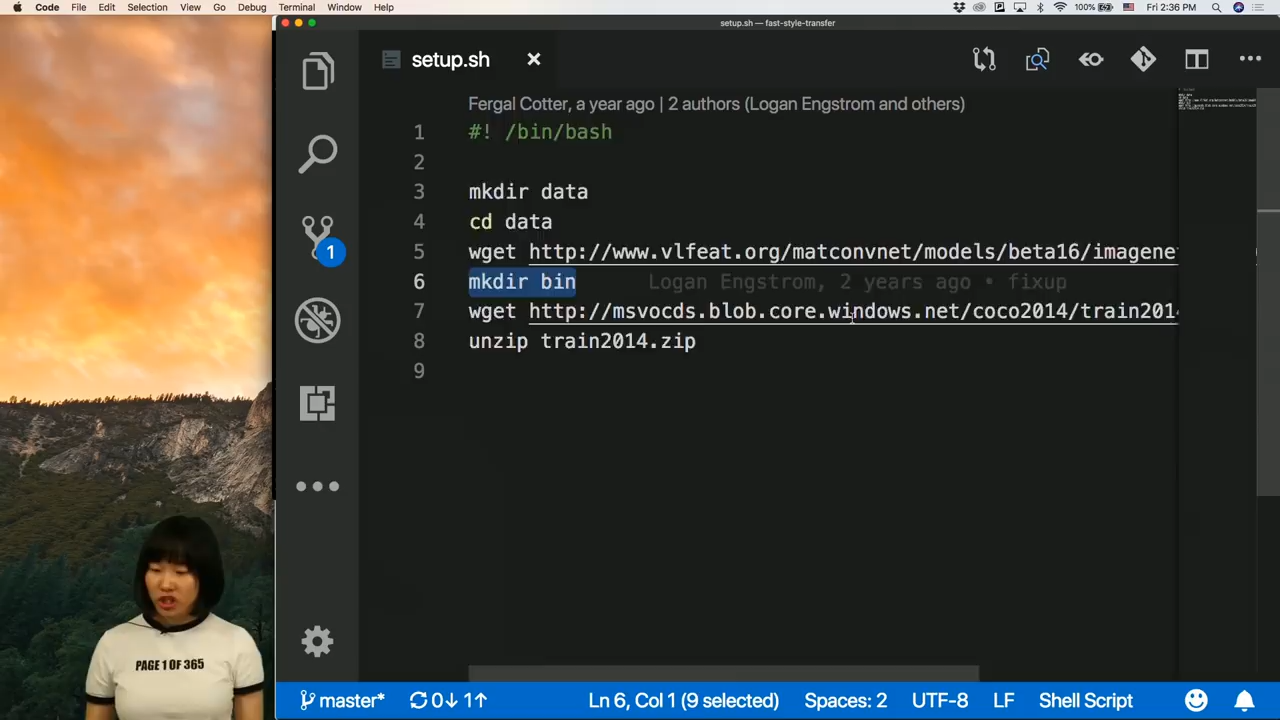 Code File Edit Selection View Go Debug Terminal Window Help 100% Fri 2:36 PM
setup.sh — fast-style-transfer
setup.sh
Fergal Cotter, a year ago | 2 authors (Logan Engstrom and others)
1 #! /bin/bash
2
3 mkdir data
4 cd data
5 wget http://www.vlfeat.org/matconvnet/models/beta16/imagene
6 mkdir bin Logan Engstrom, 2 years ago • fixup
7 wget http://msvocds.blob.core.windows.net/coco2014/train201
8 unzip train2014.zip
9
1
PAGE 1 OF 365
master* 0↓ 1↑ Ln 6, Col 1 (9 selected) Spaces: 2 UTF-8 LF Shell Script